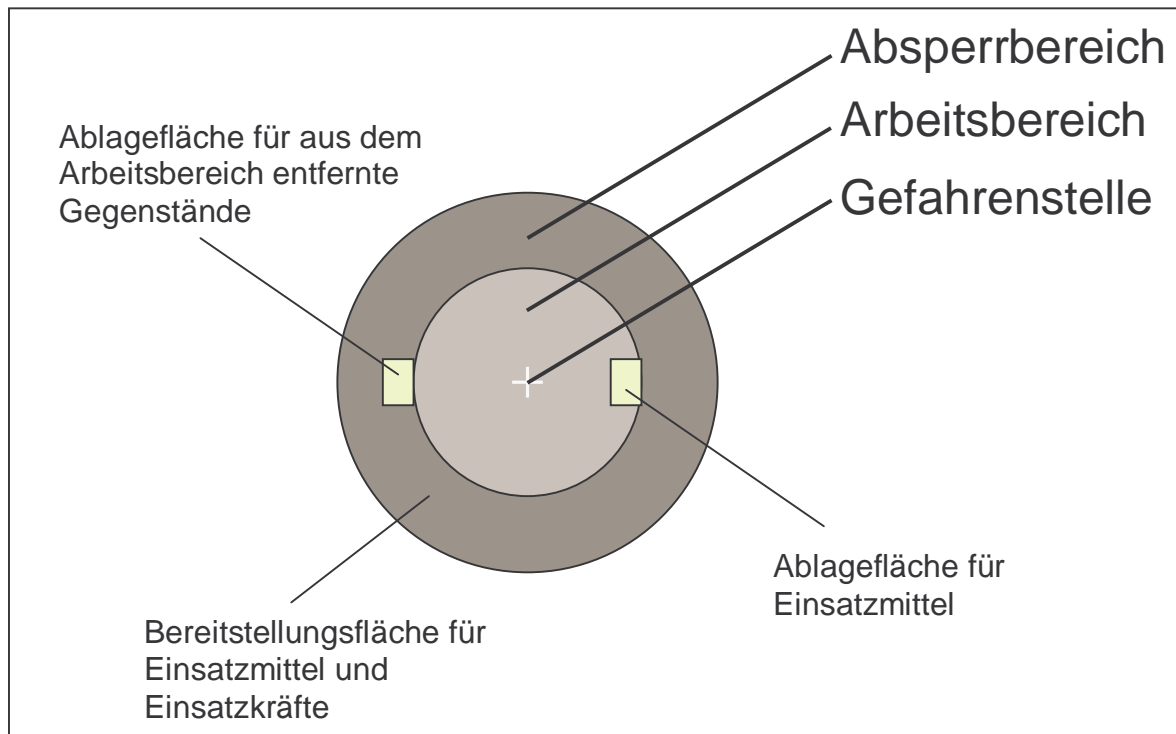 Absperrbereich
Arbeitsbereich
Gefahrenstelle
Ablagefläche für aus dem
Arbeitsbereich entfernte
Gegenstände
Ablagefläche für
Einsatzmittel
Bereitstellungsfläche für
Einsatzmittel und
Einsatzkräfte